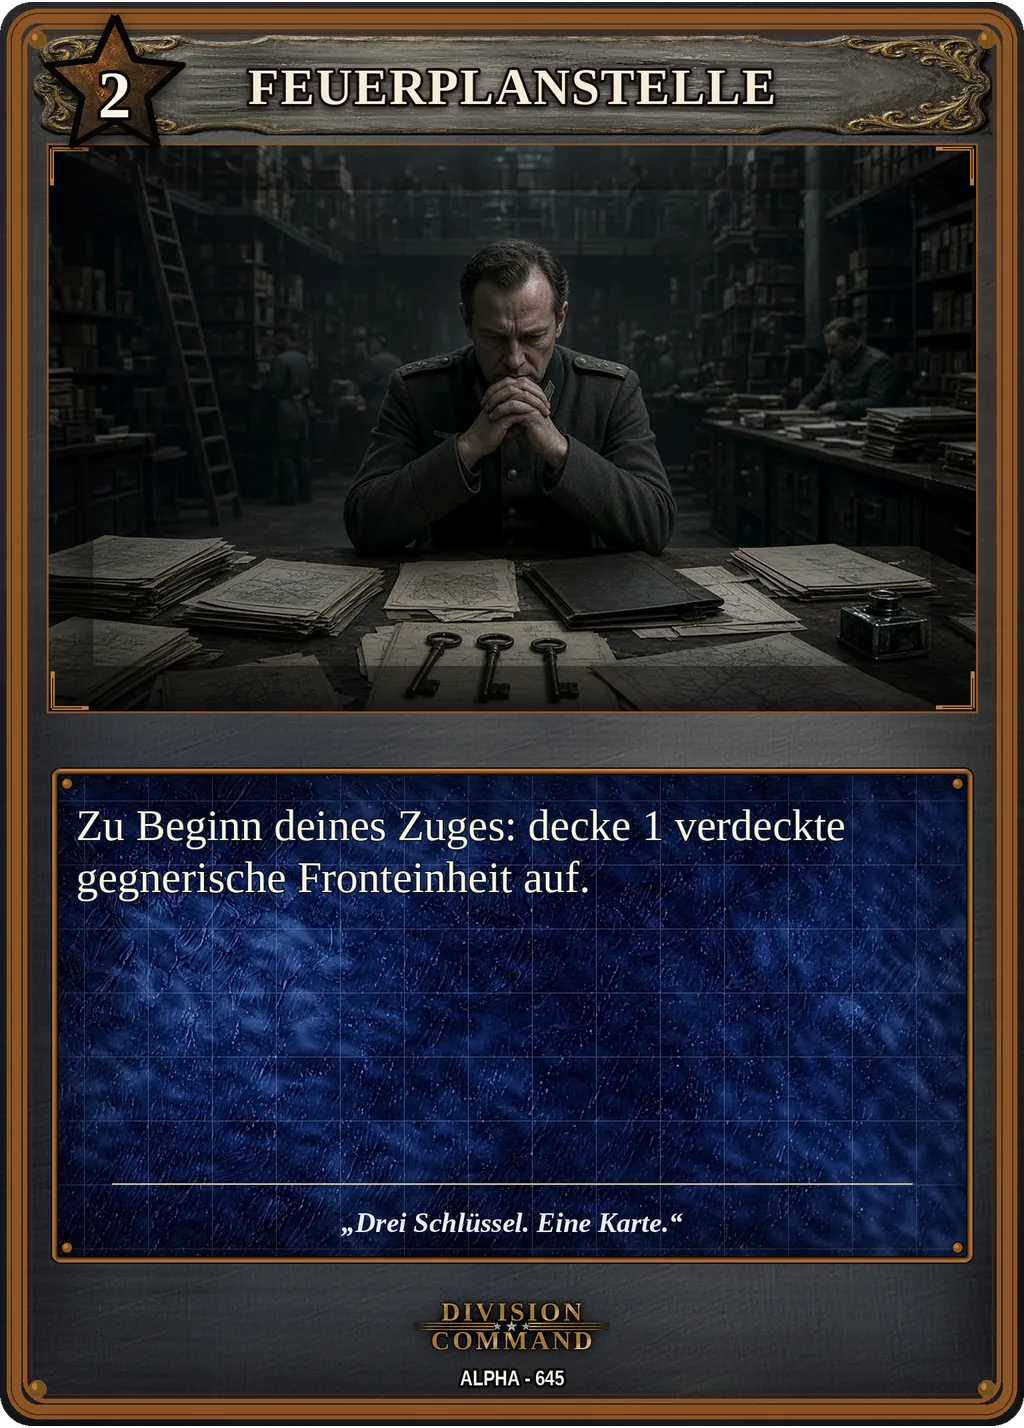 2
FEUERPLANSTELLE
Zu Beginn deines Zuges: decke 1 verdeckte
gegnerische Fronteinheit auf.
„Drei Schlüssel. Eine Karte.“
DIVISION
COMMAND
ALPHA - 645